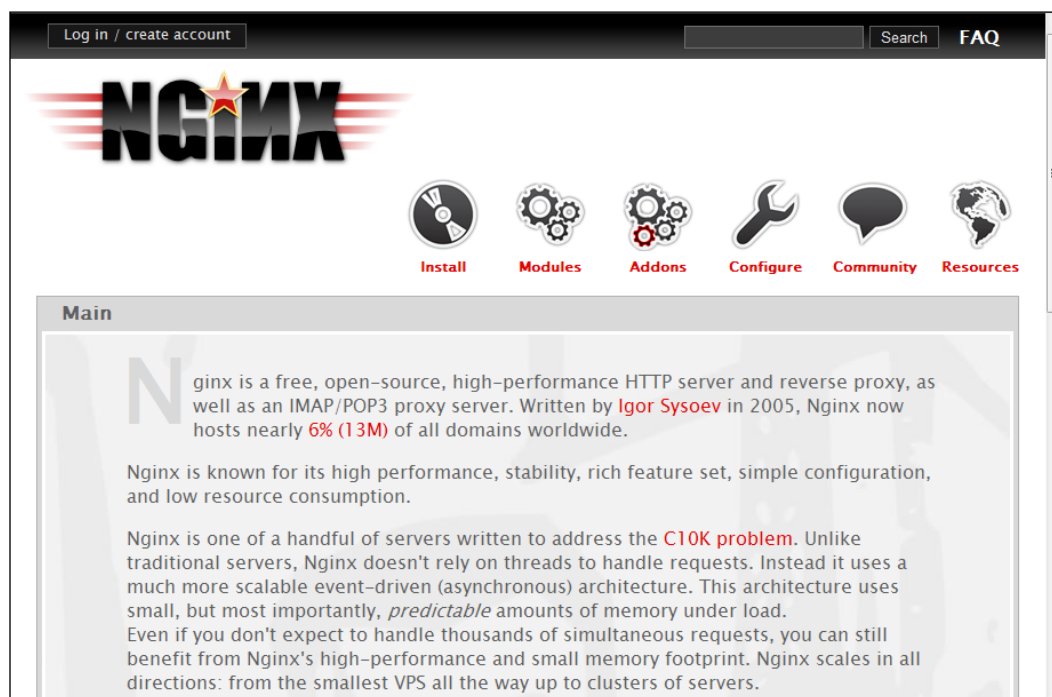 Log in / create account
Search
FAQ
NGiNX
Install
Modules
Addons
Configure
Community
Resources
Main
Nginx is a free, open-source, high-performance HTTP server and reverse proxy, as
well as an IMAP/POP3 proxy server. Written by Igor Sysoev in 2005, Nginx now
hosts nearly 6% (13M) of all domains worldwide.
Nginx is known for its high performance, stability, rich feature set, simple configuration,
and low resource consumption.
Nginx is one of a handful of servers written to address the C10K problem. Unlike
traditional servers, Nginx doesn't rely on threads to handle requests. Instead it uses a
much more scalable event-driven (asynchronous) architecture. This architecture uses
small, but most importantly, predictable amounts of memory under load.
Even if you don't expect to handle thousands of simultaneous requests, you can still
benefit from Nginx's high-performance and small memory footprint. Nginx scales in all
directions: from the smallest VPS all the way up to clusters of servers.